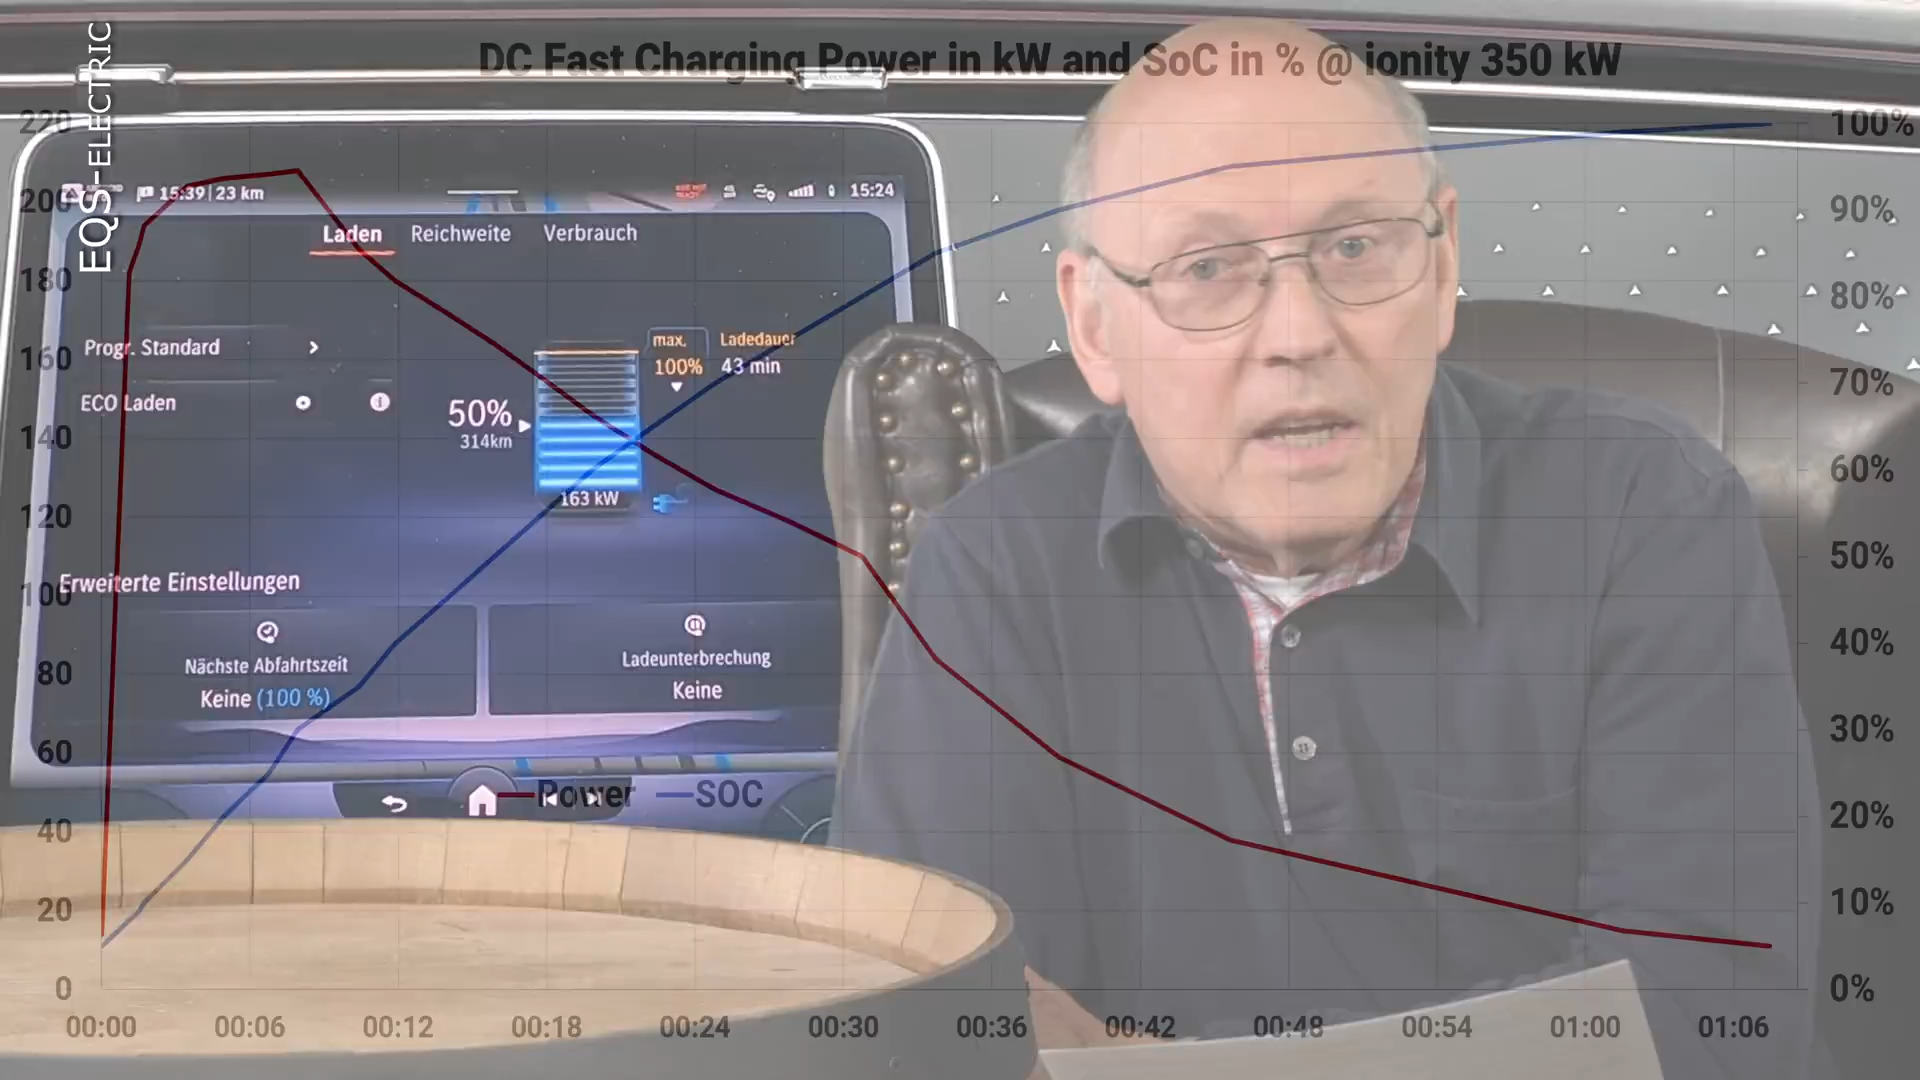 DC Fast Charging Power in kW and SoC in % @ ionity 350 kW
EQS-ELECTRIC
15:39 | 23 km
15:24
Laden Reichweite Verbrauch
Progr. Standard
ECO Laden
max.
100%
Ladedauer
43 min
50%
314km
163 kW
Erweiterte Einstellungen
Nächste Abfahrtszeit
Keine (100 %)
Ladeunterbrechung
Keine
Power SOC
220
200
180
160
140
120
100
80
60
40
20
0
100%
90%
80%
70%
60%
50%
40%
30%
20%
10%
0%
00:00 00:06 00:12 00:18 00:24 00:30 00:36 00:42 00:48 00:54 01:00 01:06